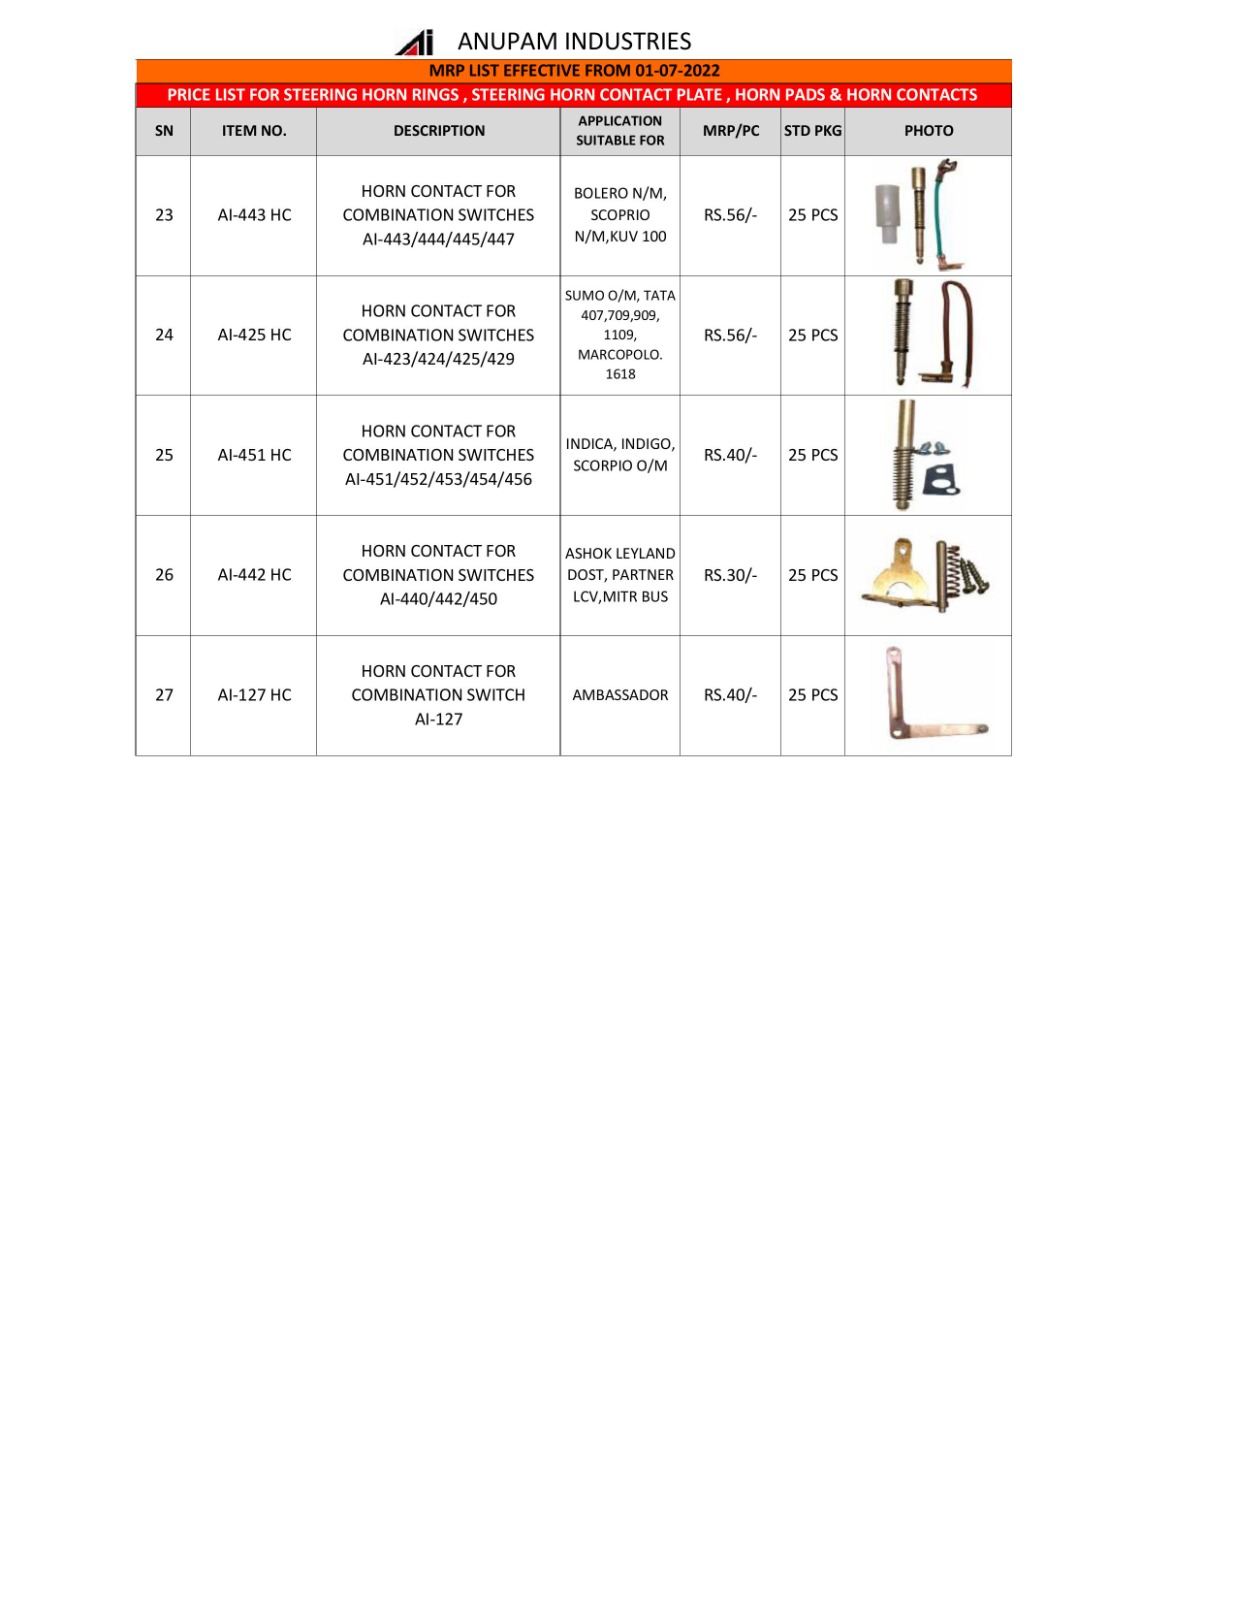 Ai ANUPAM INDUSTRIES
MRP LIST EFFECTIVE FROM 01-07-2022
PRICE LIST FOR STEERING HORN RINGS , STEERING HORN CONTACT PLATE , HORN PADS & HORN CONTACTS
SN ITEM NO. DESCRIPTION APPLICATION SUITABLE FOR MRP/PC STD PKG PHOTO
23
AI-443 HC
HORN CONTACT FOR
COMBINATION SWITCHES
AI-443/444/445/447
BOLERO N/M,
SCOPRIO
N/M,KUV 100
RS.56/-
25 PCS
24
AI-425 HC
HORN CONTACT FOR
COMBINATION SWITCHES
AI-423/424/425/429
SUMO O/M, TATA
407,709,909,
1109,
MARCOPOLO.
1618
RS.56/-
25 PCS
25
AI-451 HC
HORN CONTACT FOR
COMBINATION SWITCHES
AI-451/452/453/454/456
INDICA, INDIGO,
SCORPIO O/M
RS.40/-
25 PCS
26
AI-442 HC
HORN CONTACT FOR
COMBINATION SWITCHES
AI-440/442/450
ASHOK LEYLAND
DOST, PARTNER
LCV,MITR BUS
RS.30/-
25 PCS
27
AI-127 HC
HORN CONTACT FOR
COMBINATION SWITCH
AI-127
AMBASSADOR
RS.40/-
25 PCS